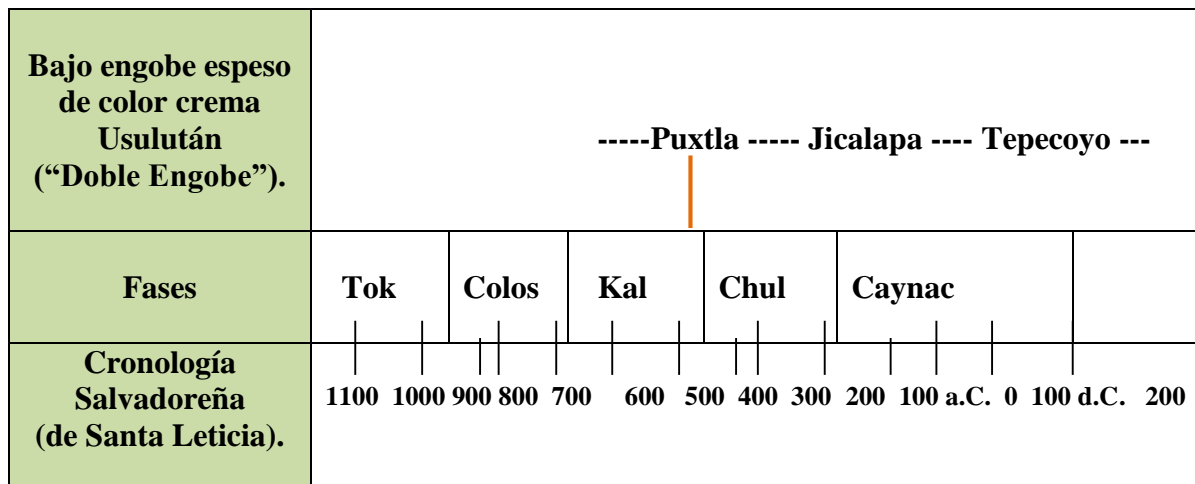 Bajo engobe espeso
de color crema
Usulután
(“Doble Engobe”).
-----Puxtla ----- Jicalapa ---- Tepecoyo ---
Fases
Tok Colos Kal Chul Caynac
Cronología
Salvadoreña
(de Santa Leticia).
1100 1000 900 800 700 600 500 400 300 200 100 a.C. 0 100 d.C. 200